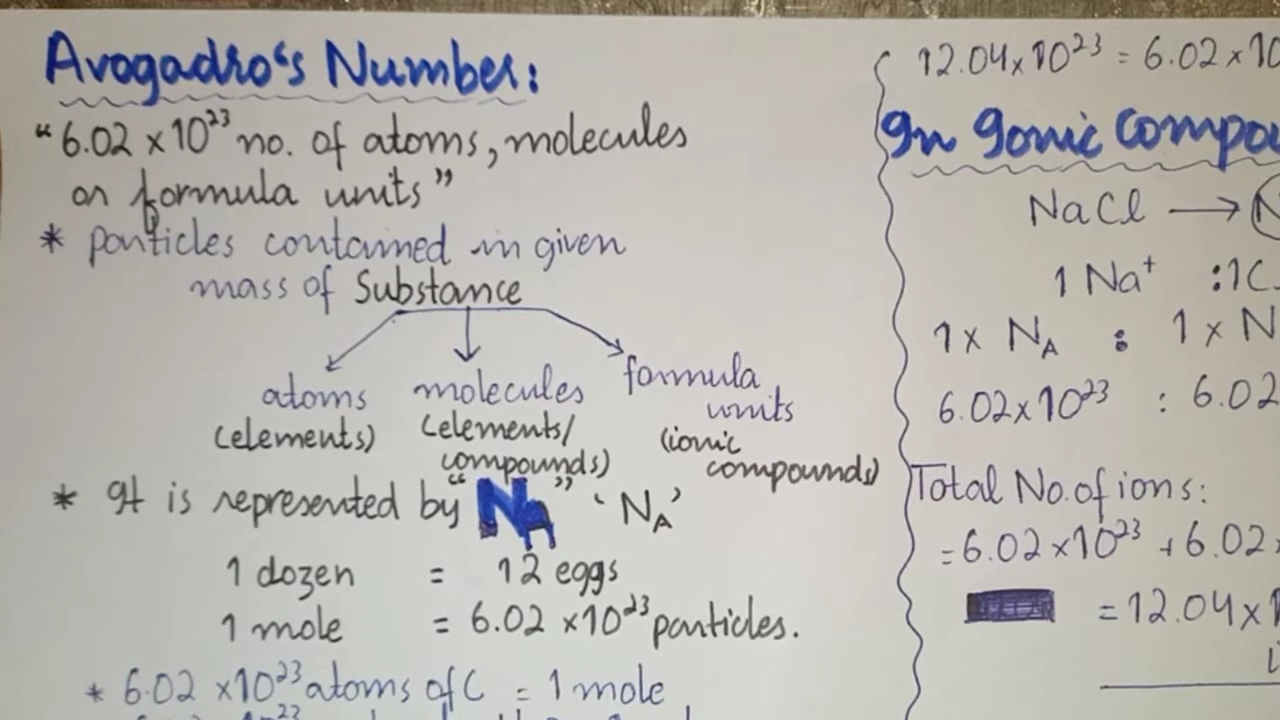 Avogadro's Number:
"6.02 x 10²³ no. of atoms, molecules
or formula units"
* particles contained in given
mass of Substance
atoms molecules formula units
(elements) (elements/compounds) (ionic compounds)
* It is represented by "NA" 'NA'
1 dozen = 12 eggs
1 mole = 6.02 x 10²³ particles.
* 6.02 x 10²³ atoms of C = 1 mole
12.04 x 10²³ = 6.02 x 10
In Ionic Compou
NaCl → N
1 Na⁺ : 1C
1 x NA : 1 x N
6.02 x 10²³ : 6.02
Total No. of ions:
= 6.02 x 10²³ + 6.02
= 12.04 x 1